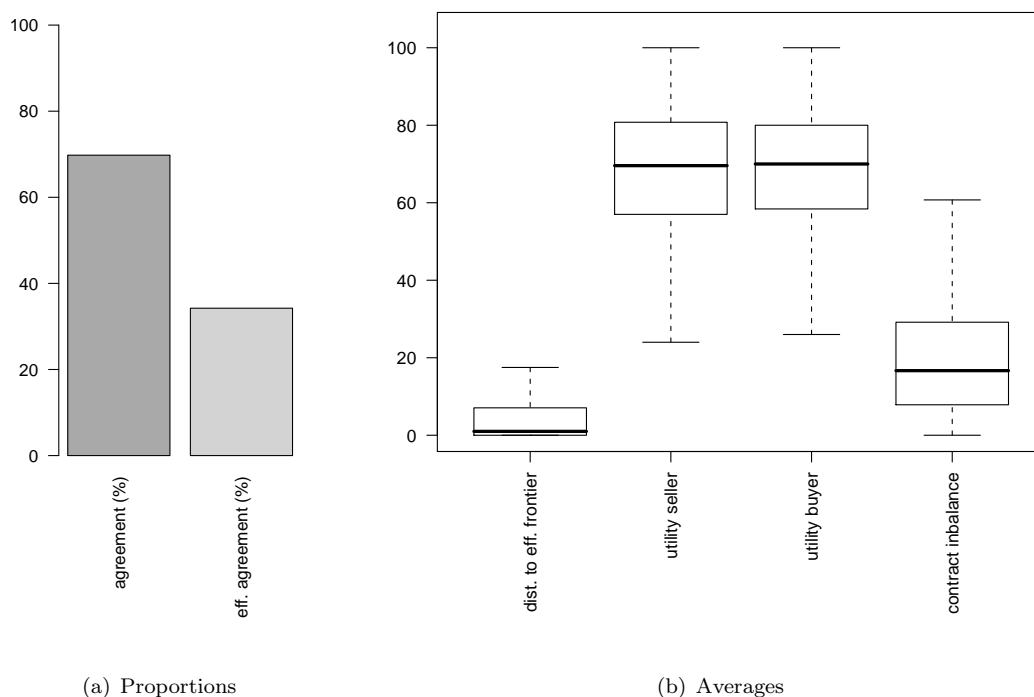 100
80
60
40
20
0
agreement (%)
eff. agreement (%)
(a) Proportions
100
80
60
40
20
0
dist. to eff. frontier
utility seller
utility buyer
contract inbalance
(b) Averages